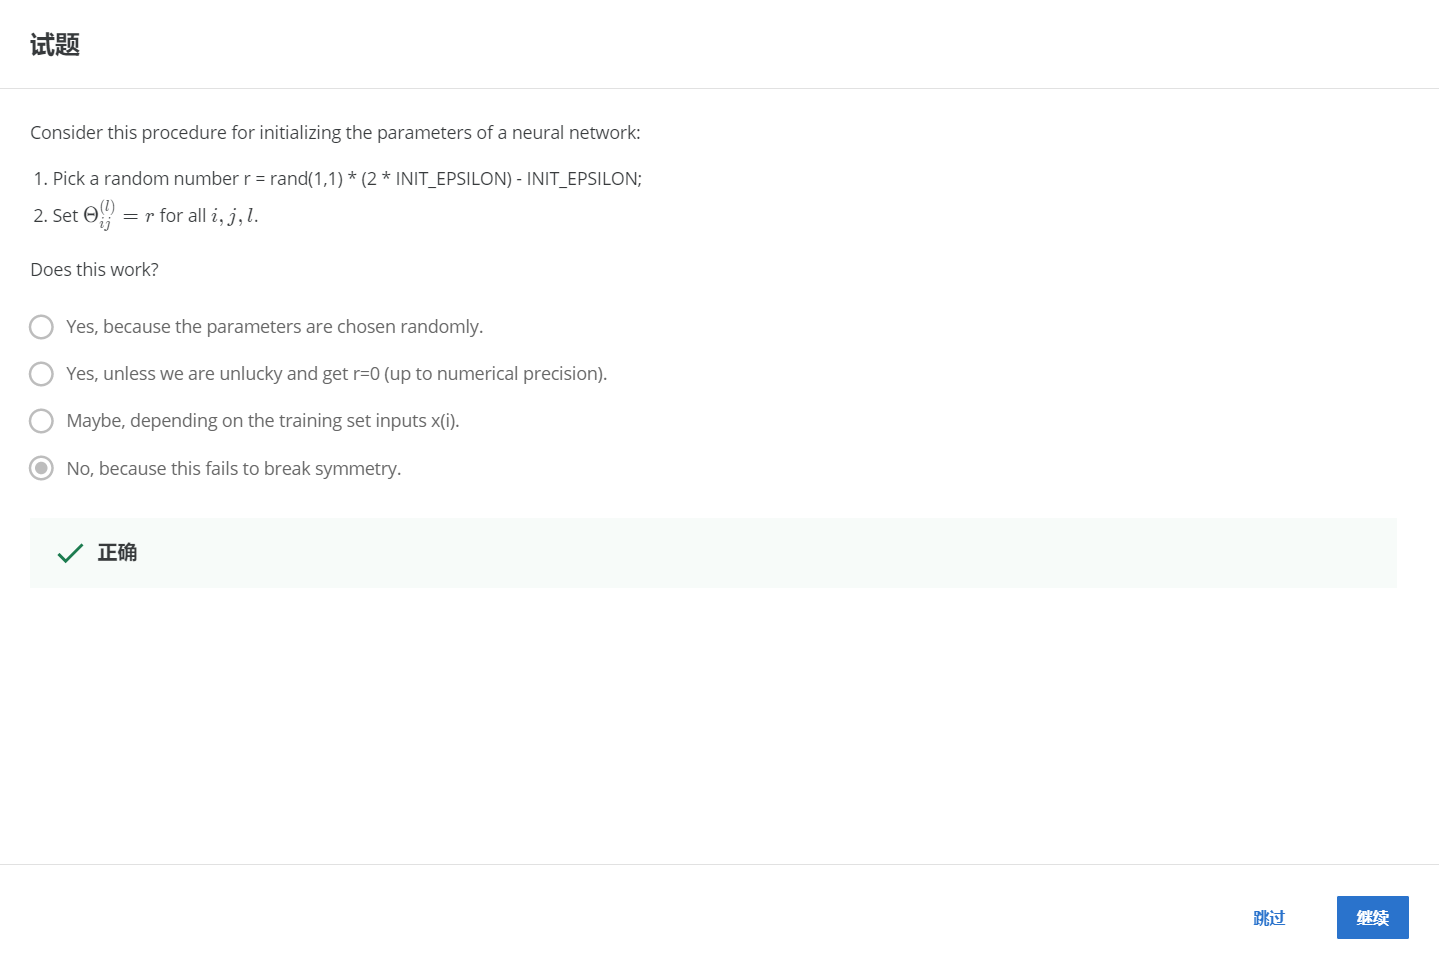 试题
Consider this procedure for initializing the parameters of a neural network:
1. Pick a random number r = rand(1,1) * (2 * INIT_EPSILON) - INIT_EPSILON;
2. Set Θ_{ij}^{(l)} = r for all i, j, l.
Does this work?
Yes, because the parameters are chosen randomly.
Yes, unless we are unlucky and get r=0 (up to numerical precision).
Maybe, depending on the training set inputs x(i).
No, because this fails to break symmetry.
正确
跳过
继续